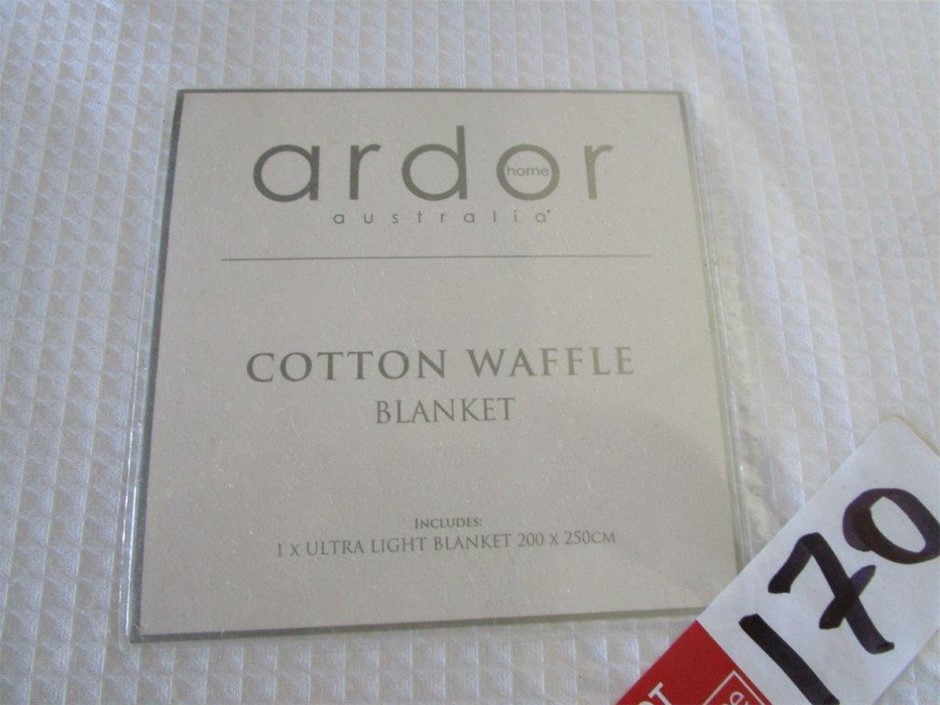 ardor
home
australia
COTTON WAFFLE
BLANKET
INCLUDES:
1 X ULTRA LIGHT BLANKET 200 X 250CM
170